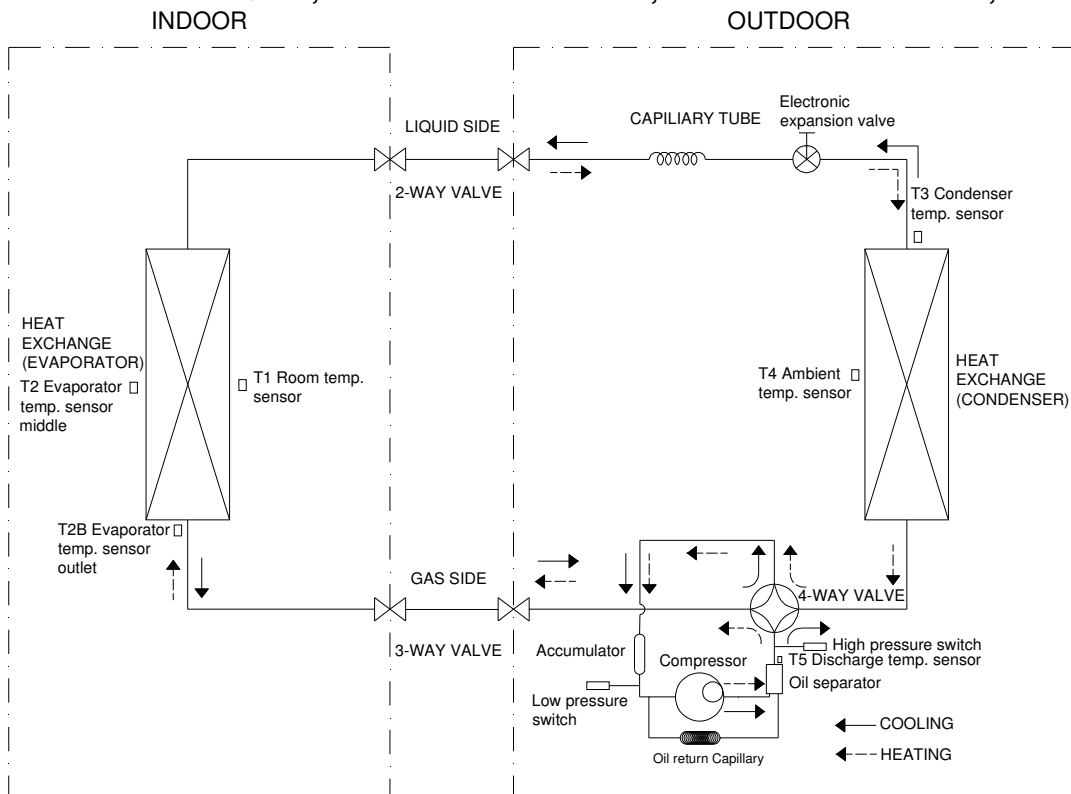 INDOOR
OUTDOOR
Electronic
expansion valve
CAPILIARY TUBE
LIQUID SIDE
2-WAY VALVE
T3 Condenser
temp. sensor
HEAT
EXCHANGE
(EVAPORATOR)
T2 Evaporator
temp. sensor
middle
T1 Room temp.
sensor
T4 Ambient
temp. sensor
HEAT
EXCHANGE
(CONDENSER)
T2B Evaporator
temp. sensor
outlet
GAS SIDE
3-WAY VALVE
4-WAY VALVE
Accumulator
Compressor
High pressure switch
T5 Discharge temp. sensor
Oil separator
Low pressure
switch
Oil return Capillary
COOLING
HEATING